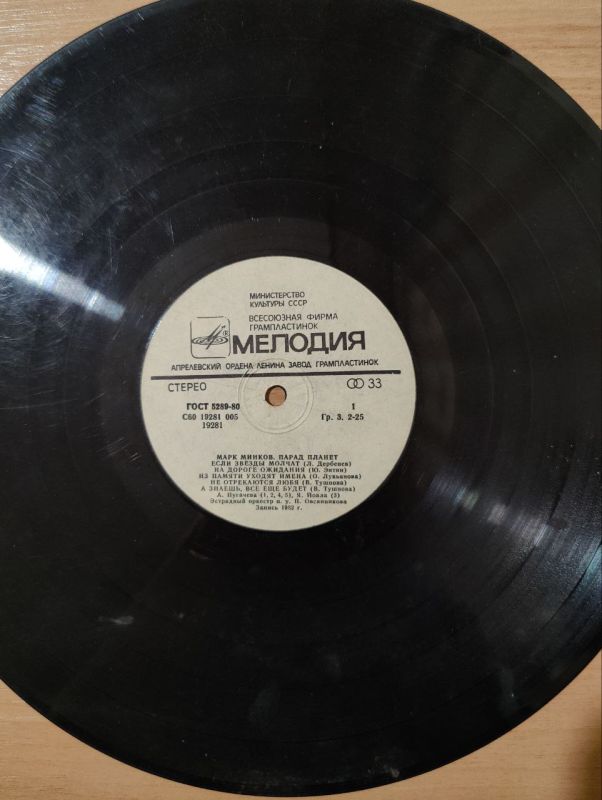 МИНИСТЕРСТВО
КУЛЬТУРЫ СССР
ВСЕСОЮЗНАЯ ФИРМА
ГРАМПЛАСТИНОК
® МЕЛОДИЯ
АПРЕЛЕВСКИЙ ОРДЕНА ЛЕНИНА ЗАВОД ГРАМПЛАСТИНОК
СТЕРЕО 33
ГОСТ 5289-80 1
С60 19281 005 Гр. 3. 2-25
19281
МАРК МИНКОВ. ПАРАД ПЛАНЕТ
ЕСЛИ ЗВЕЗДЫ МОЛЧАТ (Л. Дербенев)
НА ДОРОГЕ ОЖИДАНИЯ (Ю. Энтин)
ИЗ ПАМЯТИ УХОДЯТ ИМЕНА (О. Лукьянова)
НЕ ОТРЕКАЮТСЯ ЛЮБЯ (В. Тушнова)
А ЗНАЕШЬ, ВСЕ ЕЩЕ БУДЕТ (В. Тушнова)
А. Пугачева (1, 2, 4, 5), Я. Йоала (3)
Эстрадный оркестр п. у. П. Овсянникова
Запись 1982 г.